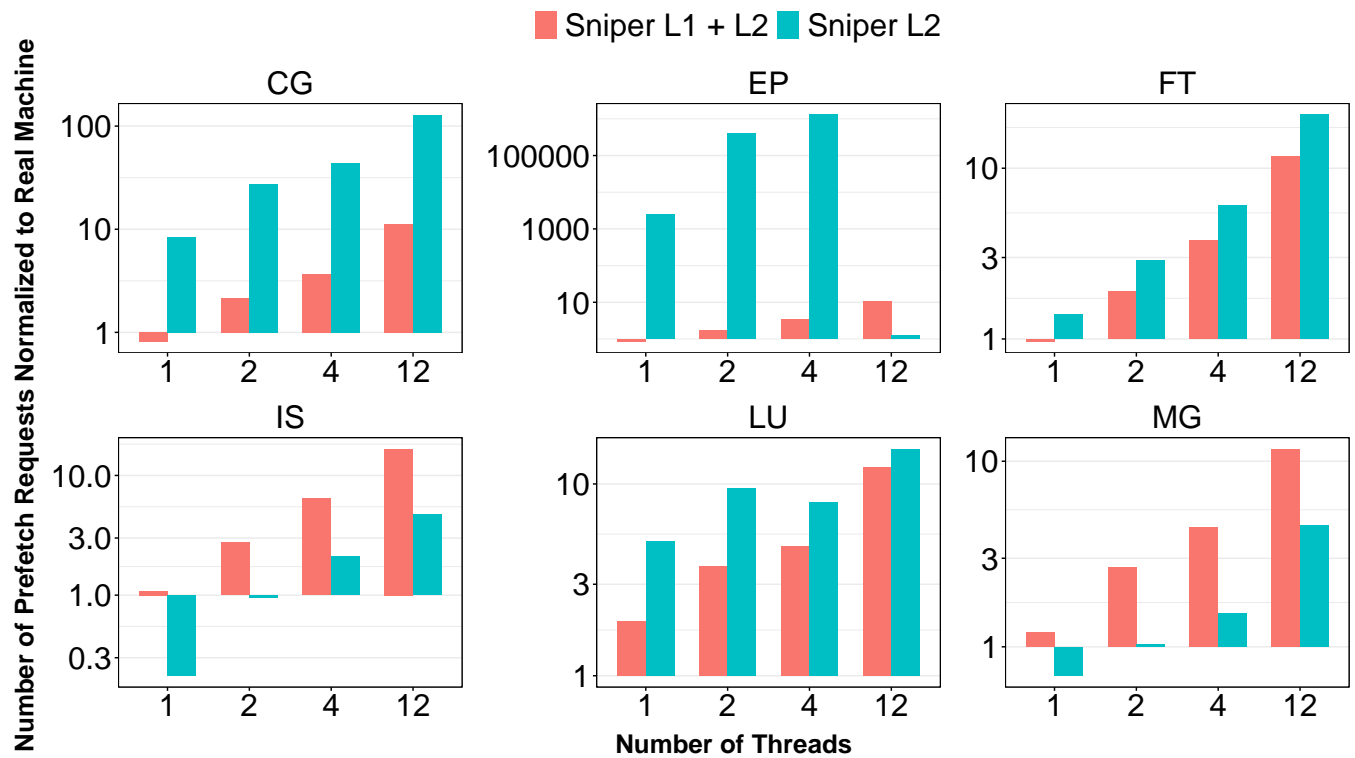 Sniper L1 + L2 Sniper L2
Number of Prefetch Requests Normalized to Real Machine
CG
100
10
1
1 2 4 12
EP
100000
1000
10
1 2 4 12
FT
10
3
1
1 2 4 12
IS
10.0
3.0
1.0
0.3
1 2 4 12
LU
10
3
1
1 2 4 12
MG
10
3
1
1 2 4 12
Number of Threads